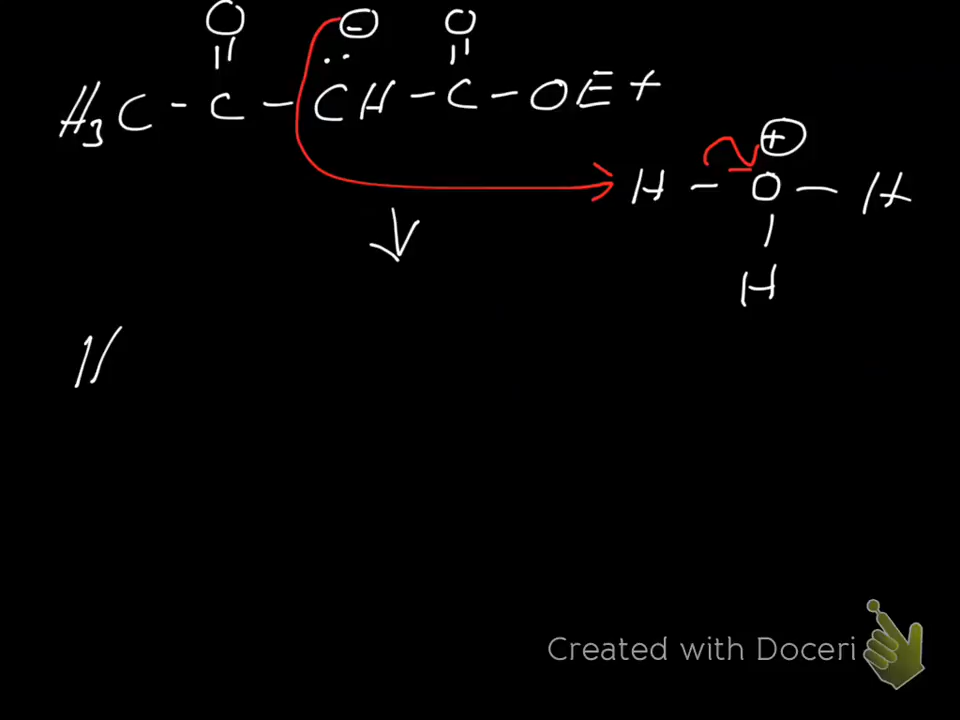 O ⊖ O
|| ·· ||
H₃C - C - CH - C - OEt
⊕
H - O - H
|
H
Created with Doceri